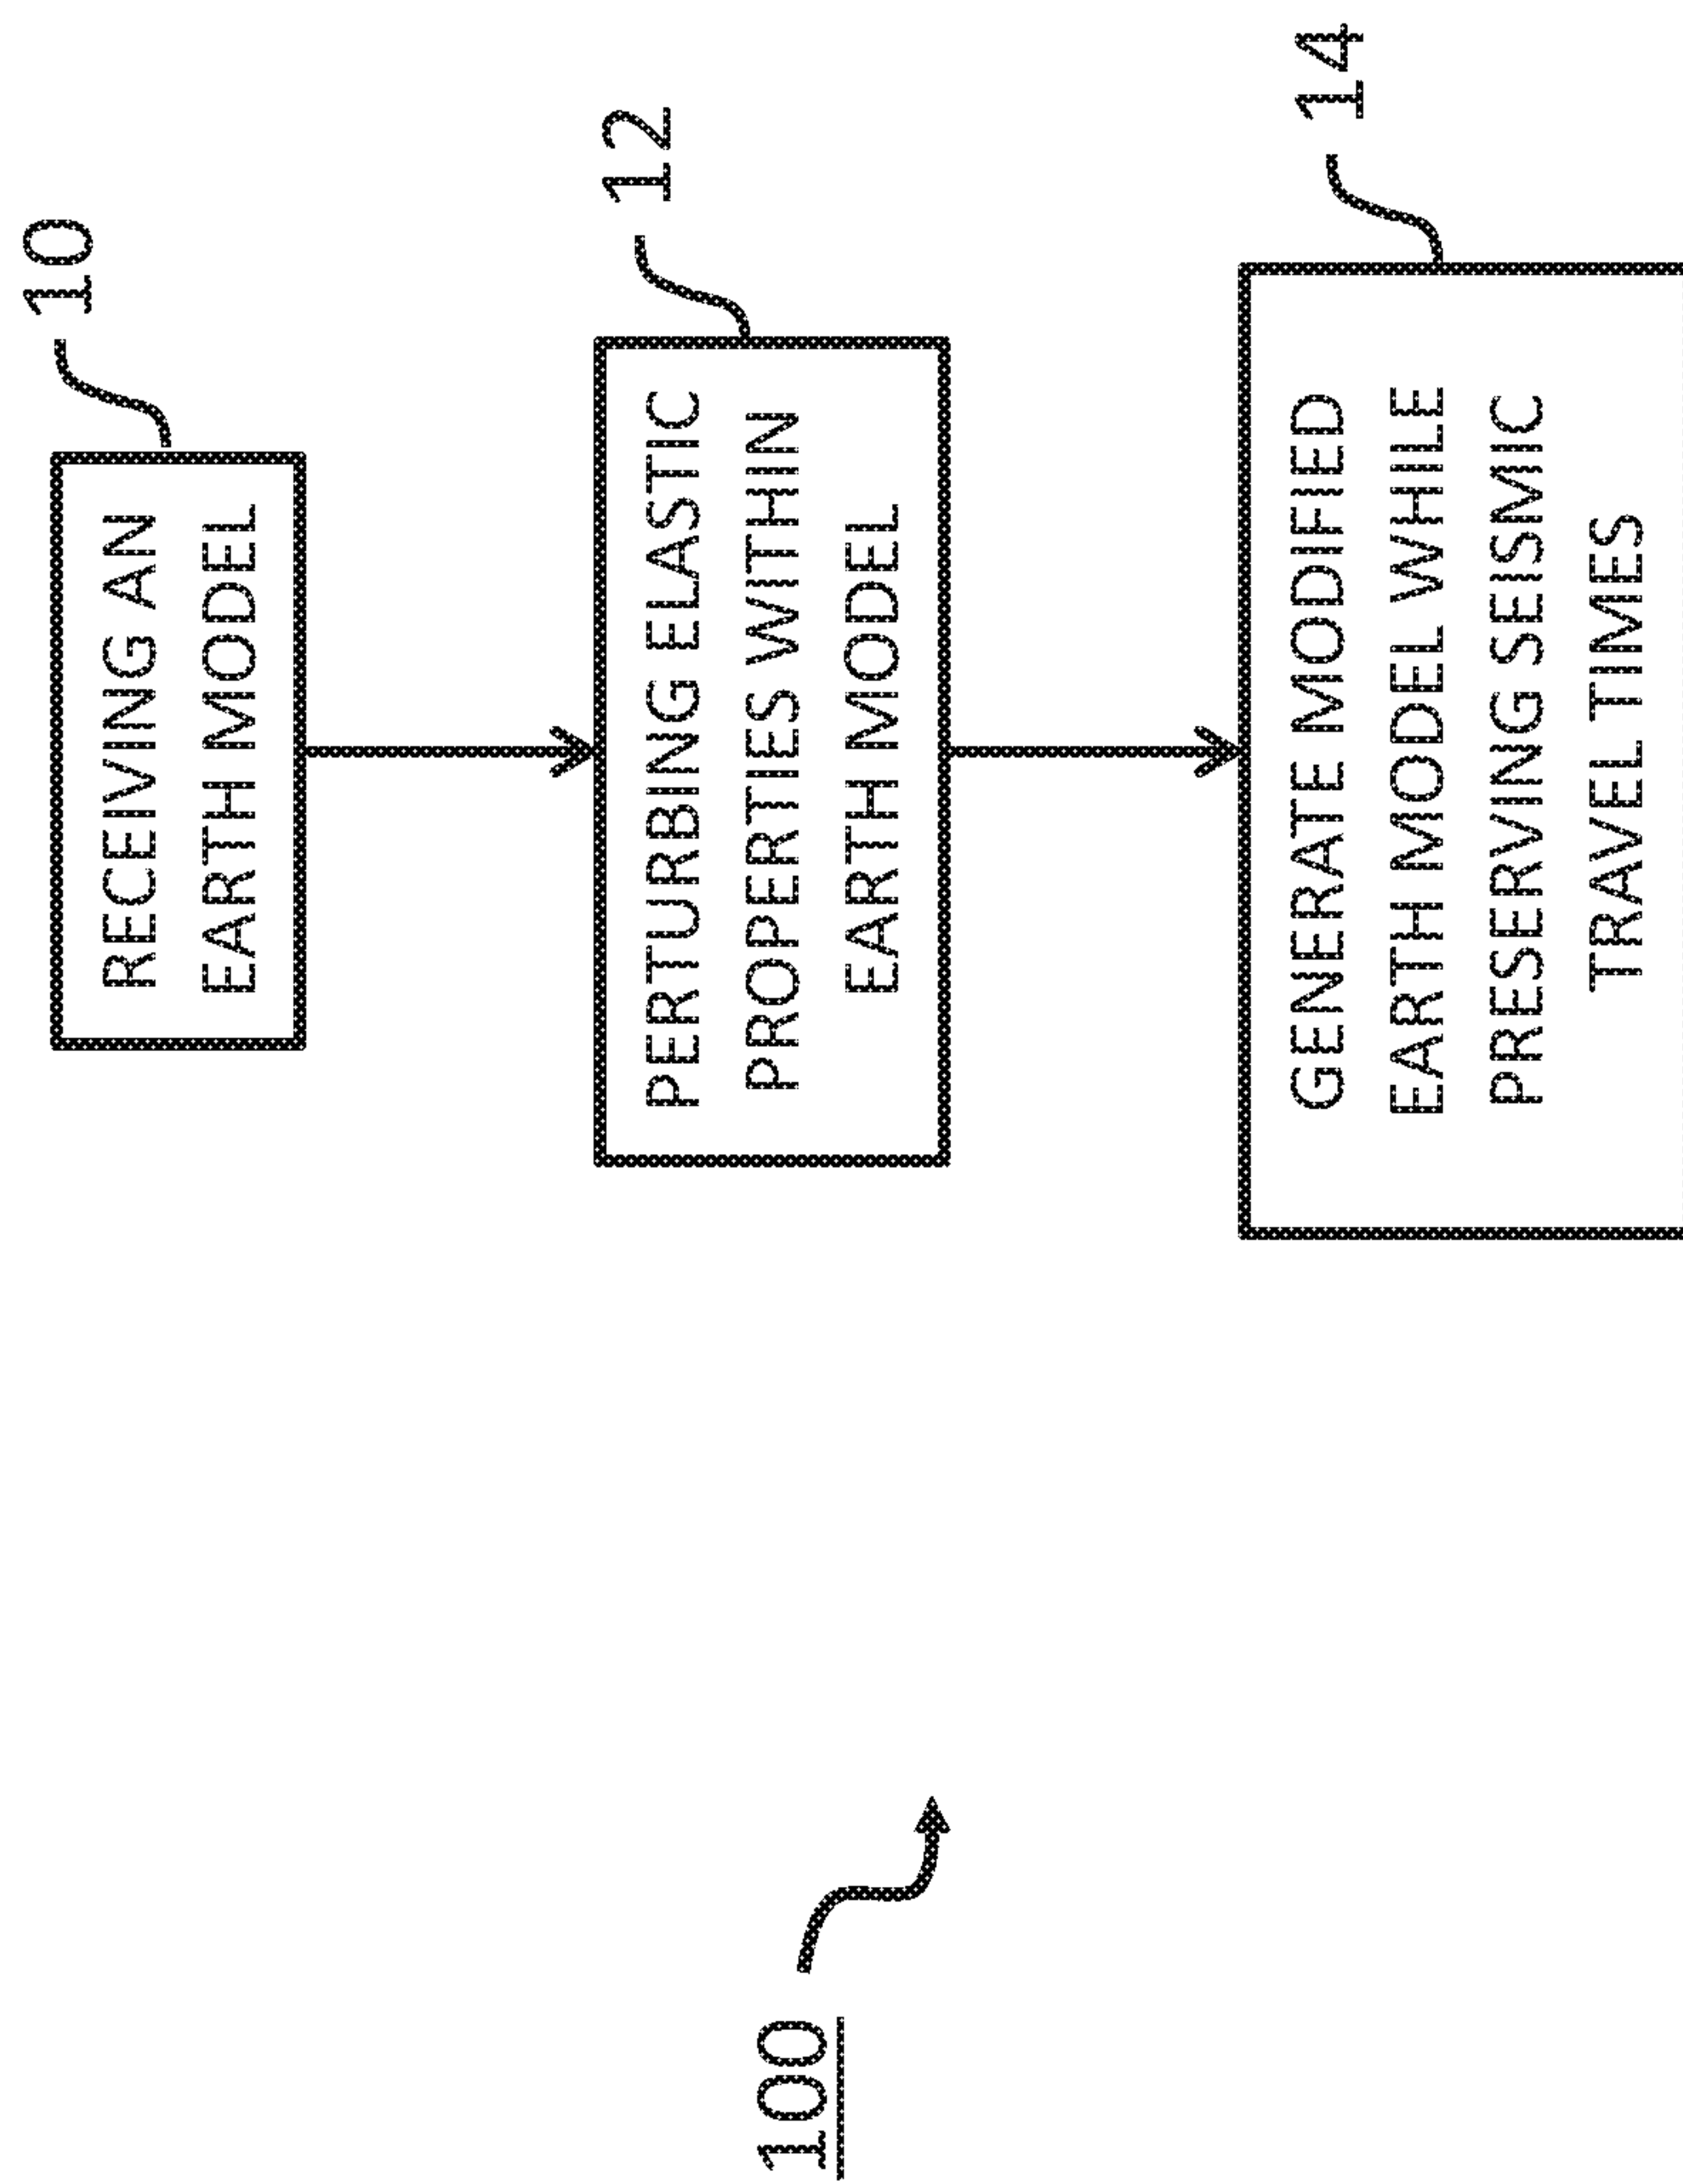 10
RECEIVING AN
EARTH MODEL
12
PERTURBING ELASTIC
PROPERTIES WITHIN
EARTH MODEL
100
14
GENERATE MODIFIED
EARTH MODEL WHILE
PRESERVING SEISMIC
TRAVEL TIMES